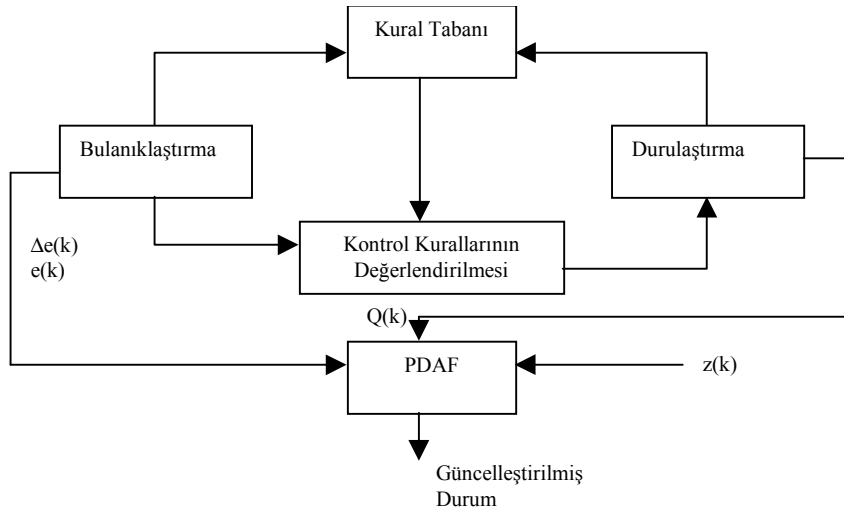 Kural Tabanı
Bulanıklaştırma
Durulaştırma
Kontrol Kurallarının
Değerlendirilmesi
Δe(k)
e(k)
Q(k)
PDAF
z(k)
Güncelleştirilmiş
Durum